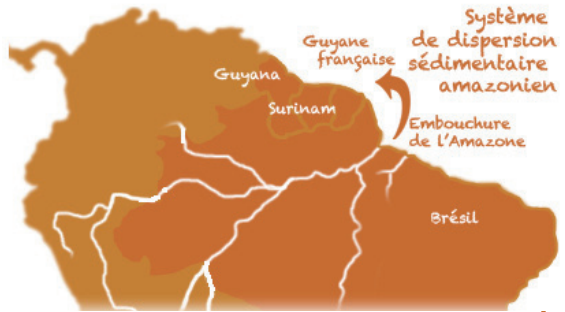 Système
de dispersion
sédimentaire
amazonien
Guyane
française
Guyana
Surinam
Embouchure
de l'Amazone
Brésil